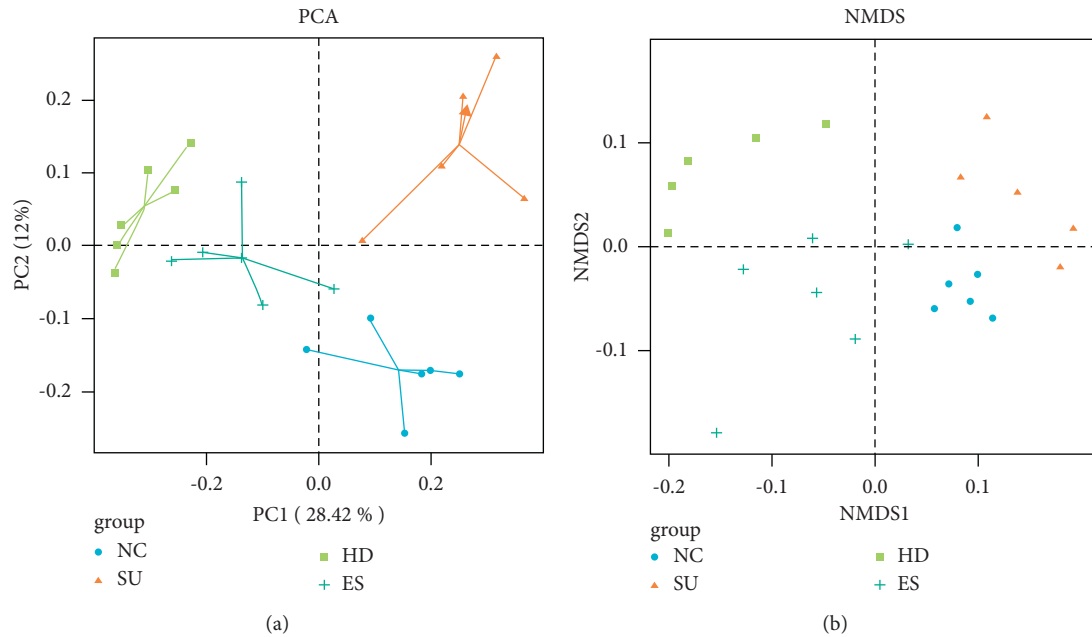 PCA
0.2
0.1
0.0
-0.1
-0.2
PC2 (12%)
-0.2
0.0
0.2
PC1 ( 28.42 % )
group
NC
HD
SU
ES
(a)
NMDS
0.1
0.0
-0.1
NMDS2
-0.2
-0.1
0.0
0.1
NMDS1
group
NC
HD
SU
ES
(b)